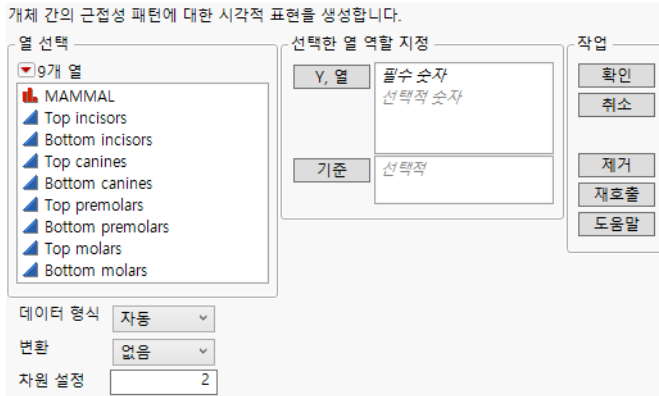 개체 간의 근접성 패턴에 대한 시각적 표현을 생성합니다.
열 선택
9개 열
MAMMAL
Top incisors
Bottom incisors
Top canines
Bottom canines
Top premolars
Bottom premolars
Top molars
Bottom molars
선택한 열 역할 지정
Y, 열
필수 숫자
선택적 숫자
기준
선택적
작업
확인
취소
제거
재호출
도움말
데이터 형식 자동
변환 없음
차원 설정 2